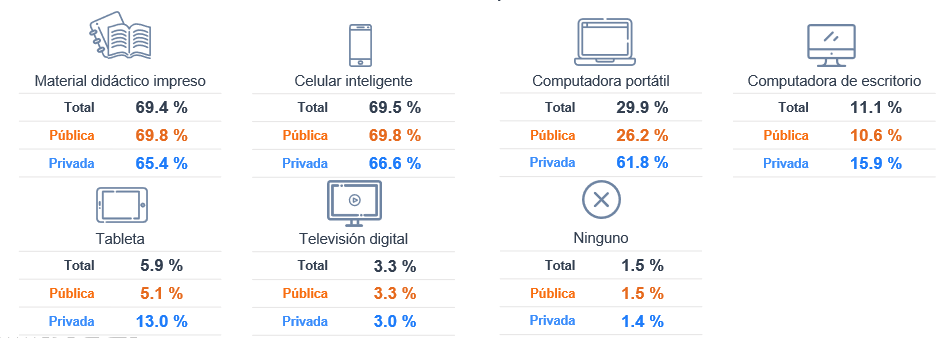 Material didáctico impreso
Total 69.4 %
Pública 69.8 %
Privada 65.4 %
Celular inteligente
Total 69.5 %
Pública 69.8 %
Privada 66.6 %
Computadora portátil
Total 29.9 %
Pública 26.2 %
Privada 61.8 %
Computadora de escritorio
Total 11.1 %
Pública 10.6 %
Privada 15.9 %
Tableta
Total 5.9 %
Pública 5.1 %
Privada 13.0 %
Televisión digital
Total 3.3 %
Pública 3.3 %
Privada 3.0 %
Ninguno
Total 1.5 %
Pública 1.5 %
Privada 1.4 %